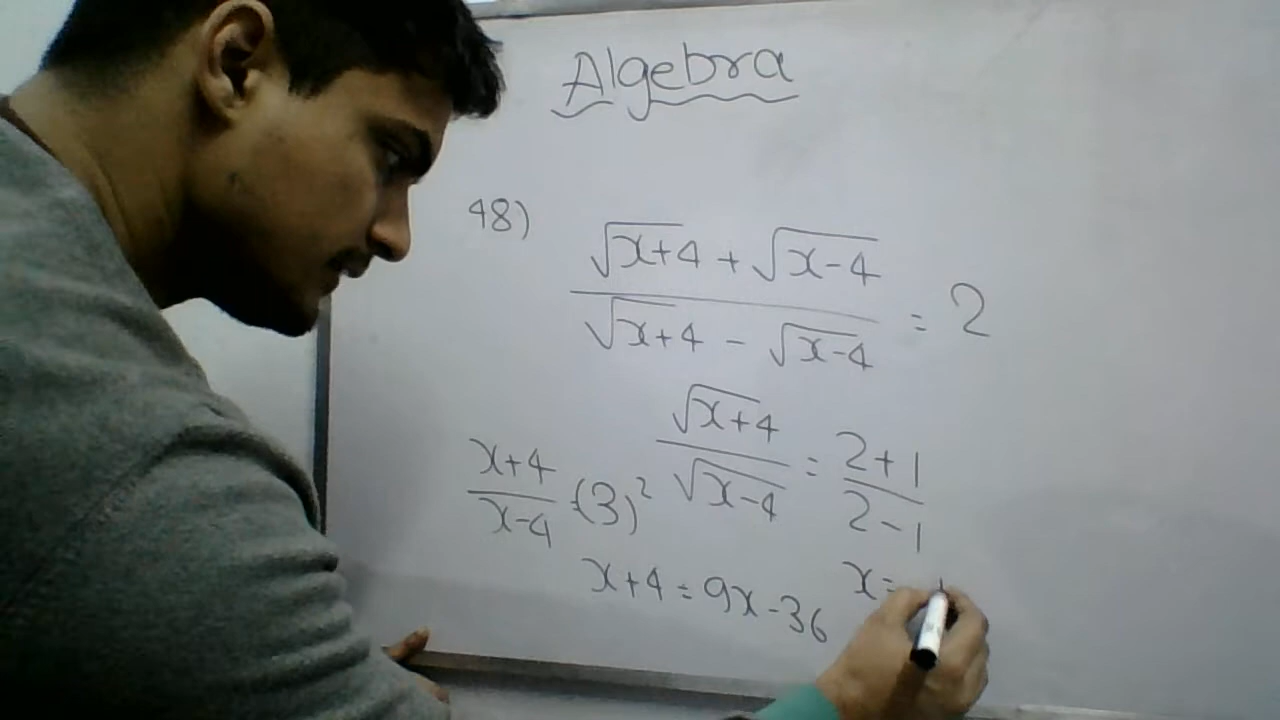 Algebra
48)
√x+4 + √x-4
√x+4 - √x-4
= 2
√x+4
√x-4
= 2+1
2-1
x+4
x-4
=(3)²
x+4 = 9x-36
x=